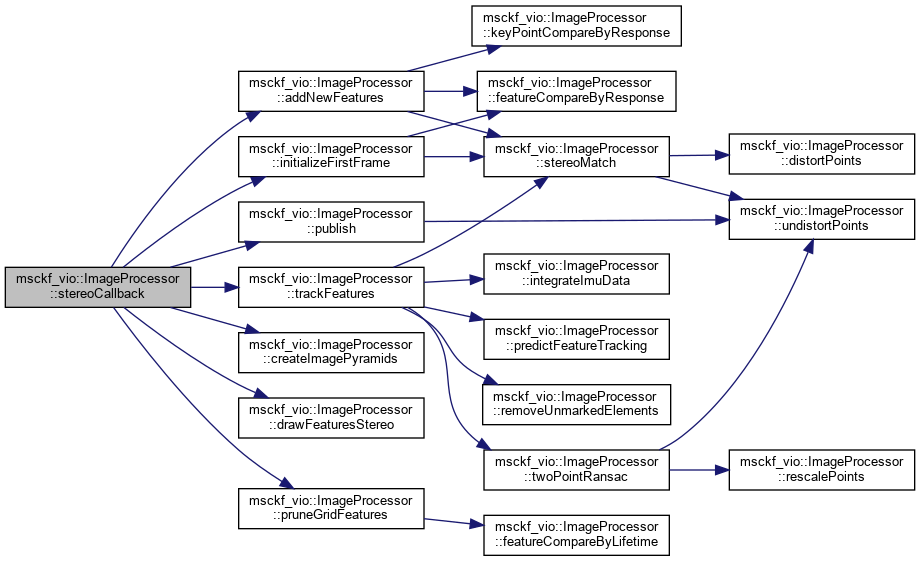 msckf_vio::ImageProcessor
::stereoCallback
msckf_vio::ImageProcessor
::addNewFeatures
msckf_vio::ImageProcessor
::initializeFirstFrame
msckf_vio::ImageProcessor
::publish
msckf_vio::ImageProcessor
::trackFeatures
msckf_vio::ImageProcessor
::createImagePyramids
msckf_vio::ImageProcessor
::drawFeaturesStereo
msckf_vio::ImageProcessor
::pruneGridFeatures
msckf_vio::ImageProcessor
::keyPointCompareByResponse
msckf_vio::ImageProcessor
::featureCompareByResponse
msckf_vio::ImageProcessor
::stereoMatch
msckf_vio::ImageProcessor
::integrateImuData
msckf_vio::ImageProcessor
::predictFeatureTracking
msckf_vio::ImageProcessor
::removeUnmarkedElements
msckf_vio::ImageProcessor
::twoPointRansac
msckf_vio::ImageProcessor
::featureCompareByLifetime
msckf_vio::ImageProcessor
::distortPoints
msckf_vio::ImageProcessor
::undistortPoints
msckf_vio::ImageProcessor
::rescalePoints